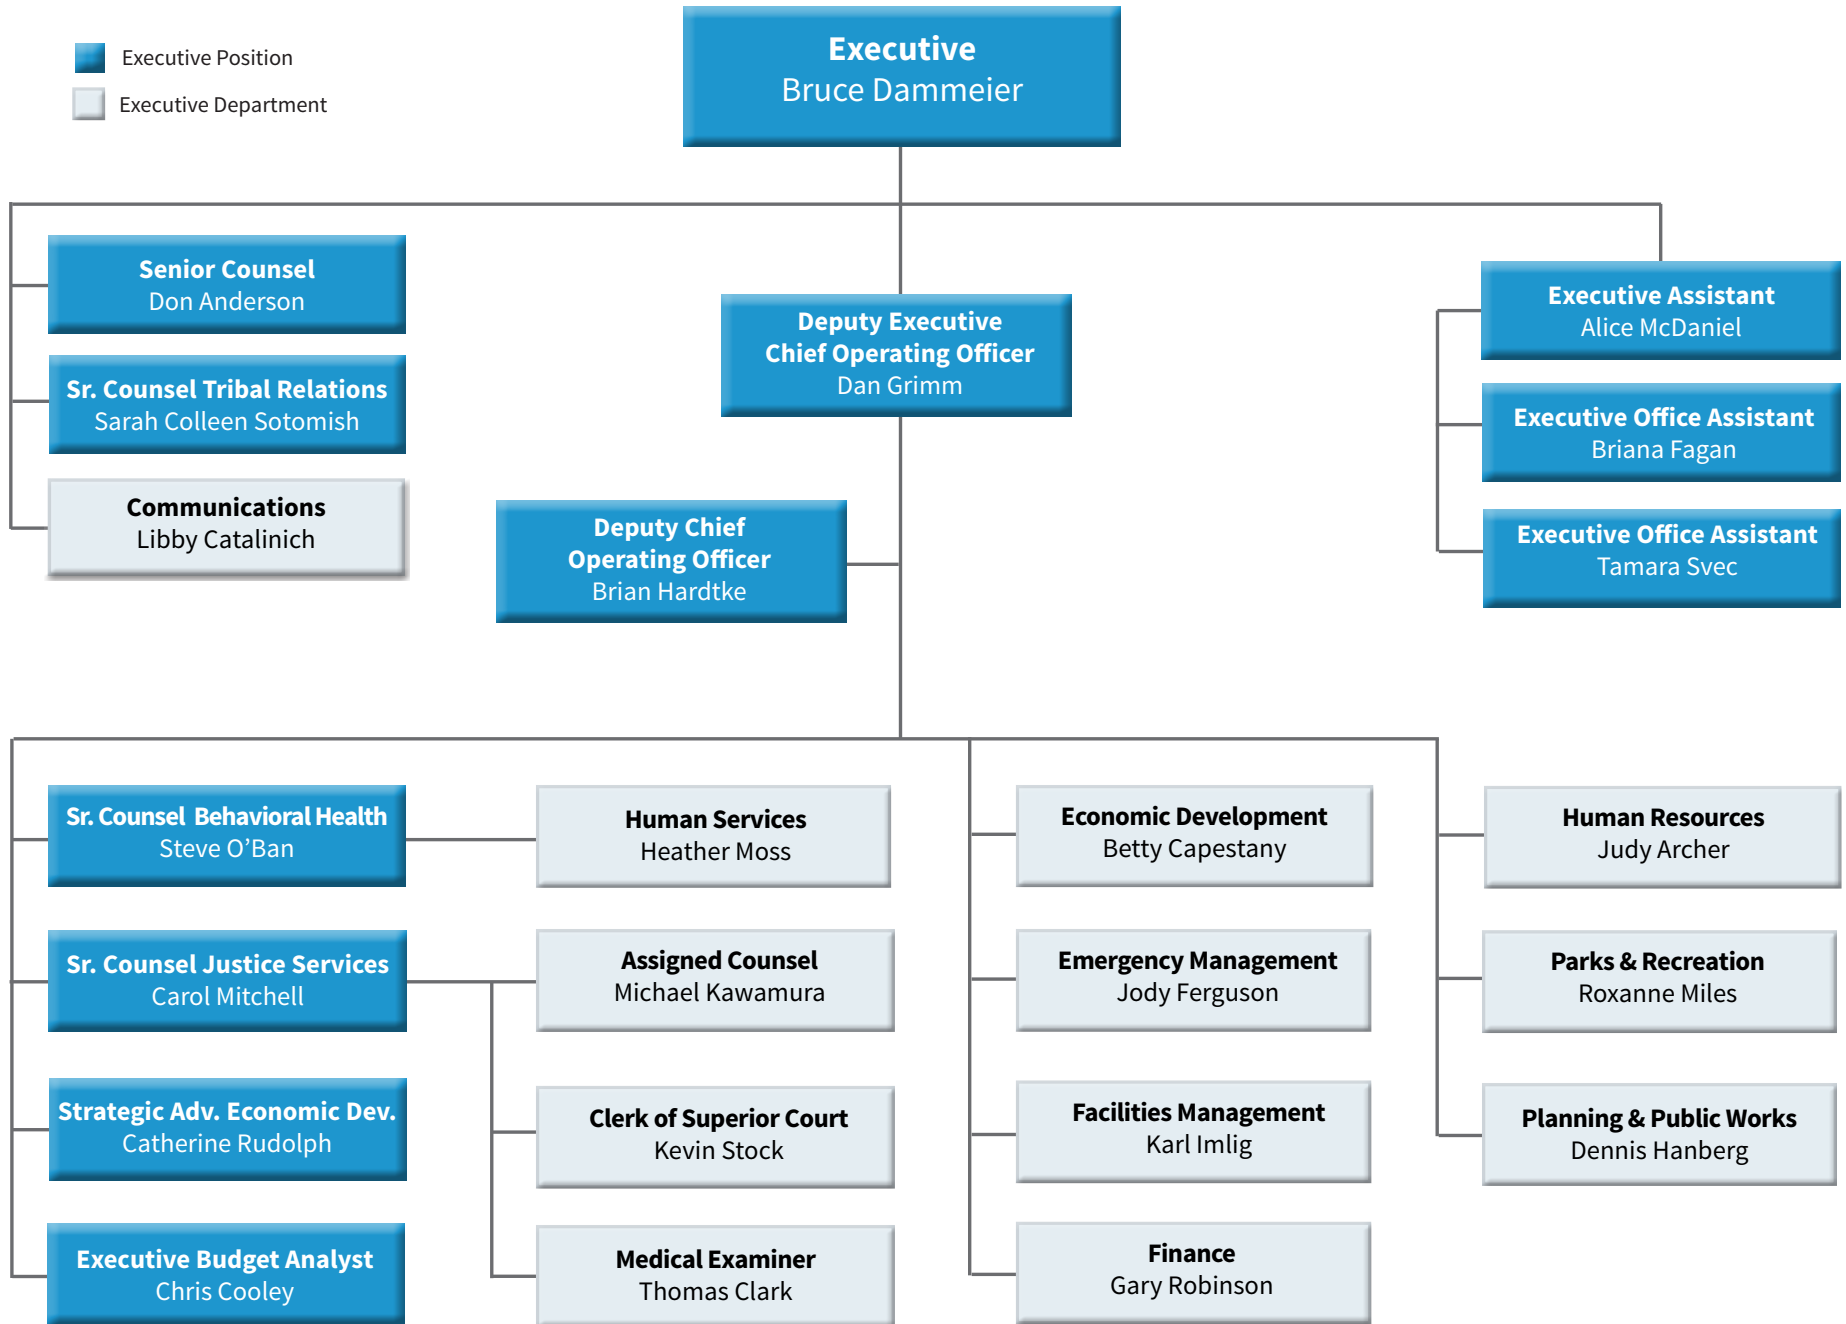 Executive Position
Executive Department
Executive
Bruce Dammeier
Senior Counsel
Don Anderson
Sr. Counsel Tribal Relations
Sarah Colleen Sotomish
Communications
Libby Catalinich
Deputy Executive
Chief Operating Officer
Dan Grimm
Deputy Chief
Operating Officer
Brian Hardtke
Executive Assistant
Alice McDaniel
Executive Office Assistant
Briana Fagan
Executive Office Assistant
Tamara Svec
Sr. Counsel Behavioral Health
Steve O’Ban
Sr. Counsel Justice Services
Carol Mitchell
Strategic Adv. Economic Dev.
Catherine Rudolph
Executive Budget Analyst
Chris Cooley
Human Services
Heather Moss
Assigned Counsel
Michael Kawamura
Clerk of Superior Court
Kevin Stock
Medical Examiner
Thomas Clark
Economic Development
Betty Capestany
Emergency Management
Jody Ferguson
Facilities Management
Karl Imlig
Finance
Gary Robinson
Human Resources
Judy Archer
Parks & Recreation
Roxanne Miles
Planning & Public Works
Dennis Hanberg